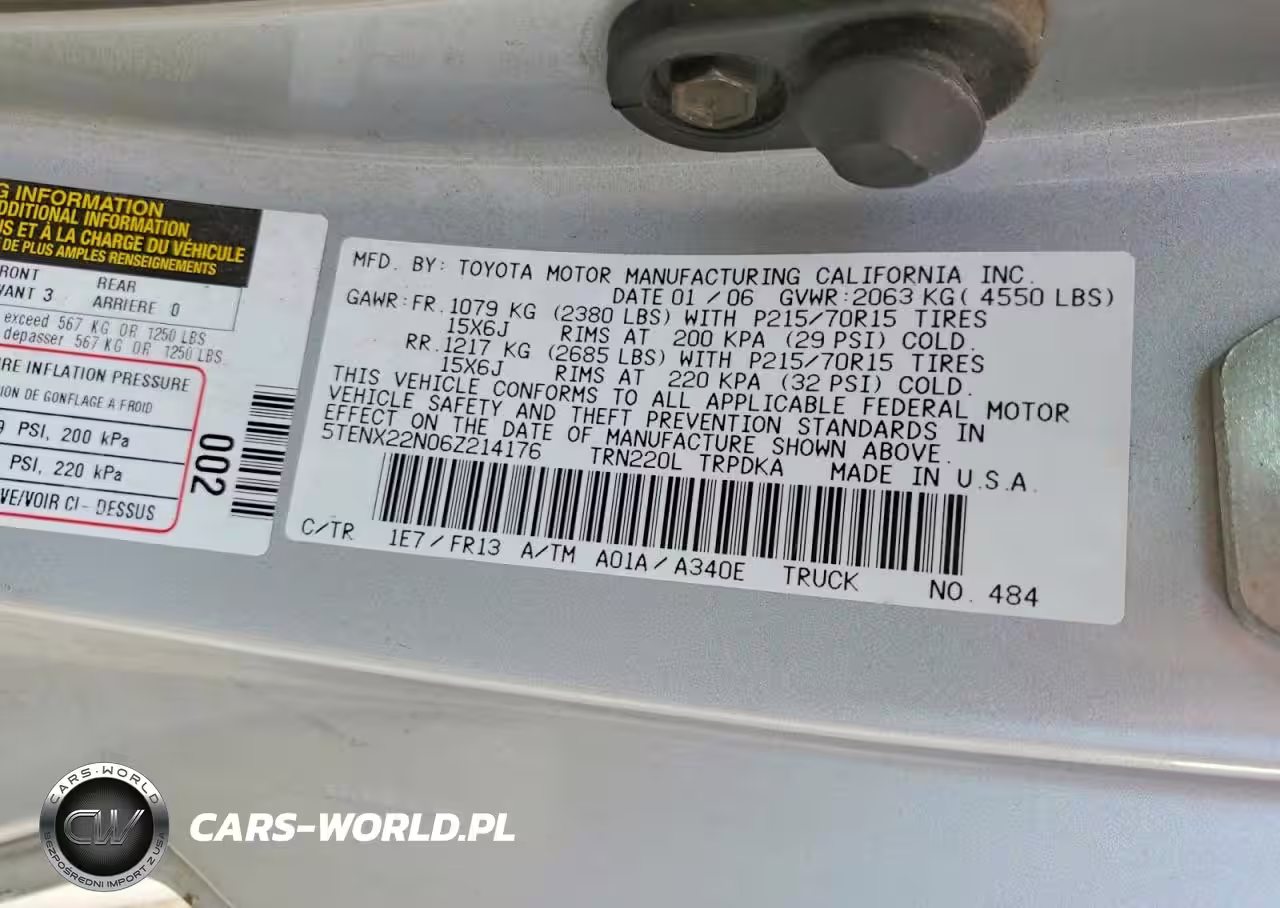 G INFORMATION
ADDITIONAL INFORMATION
US ET À LA CHARGE DU VÉHICULE
DE PLUS AMPLES RENSEIGNEMENTS
RONT
VANT 3
REAR
ARRIERE 0
exceed 567 KG OR 1250 LBS
depasser 567 KG OR 1250 LBS
IRE INFLATION PRESSURE
ION DE GONFLAGE A FROID
9 PSI, 200 kPa
PSI, 220 kPa
VE/VOIR CI-DESSUS
002
MFD. BY: TOYOTA MOTOR MANUFACTURING CALIFORNIA INC.
DATE 01/06 GVWR:2063 KG( 4550 LBS)
GAWR:FR.1079 KG (2380 LBS) WITH P215/70R15 TIRES
15X6J RIMS AT 200 KPA (29 PSI) COLD.
RR.1217 KG (2685 LBS) WITH P215/70R15 TIRES
15X6J RIMS AT 220 KPA (32 PSI) COLD.
THIS VEHICLE CONFORMS TO ALL APPLICABLE FEDERAL MOTOR
VEHICLE SAFETY AND THEFT PREVENTION STANDARDS IN
EFFECT ON THE DATE OF MANUFACTURE SHOWN ABOVE.
5TENX22N06Z214176 TRN220L TRPDKA MADE IN U.S.A.
C/TR 1E7/FR13 A/TM A01A/A340E TRUCK NO. 484
CARS-WORLD
CW
BEZPOŚREDNI IMPORT Z USA
CARS-WORLD.PL